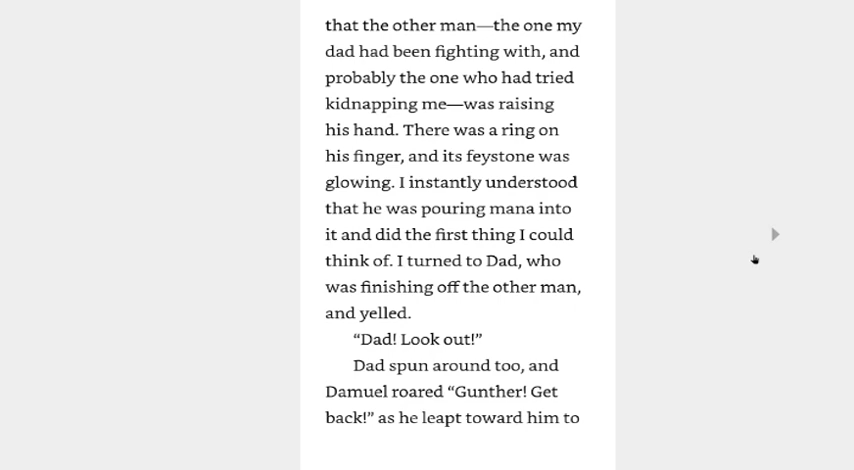 that the other man—the one my
dad had been fighting with, and
probably the one who had tried
kidnapping me—was raising
his hand. There was a ring on
his finger, and its feystone was
glowing. I instantly understood
that he was pouring mana into
it and did the first thing I could
think of. I turned to Dad, who
was finishing off the other man,
and yelled.
“Dad! Look out!”
Dad spun around too, and
Damuel roared “Gunther! Get
back!” as he leapt toward him to